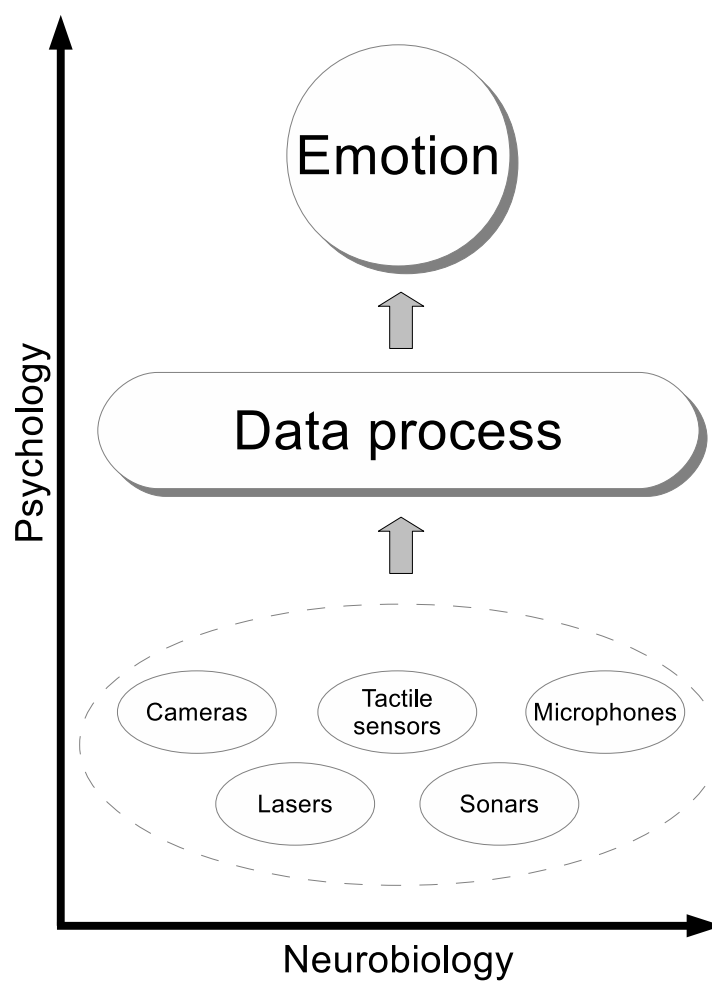 Emotion
Psychology
Data process
Cameras
Tactile
sensors
Microphones
Lasers
Sonars
Neurobiology